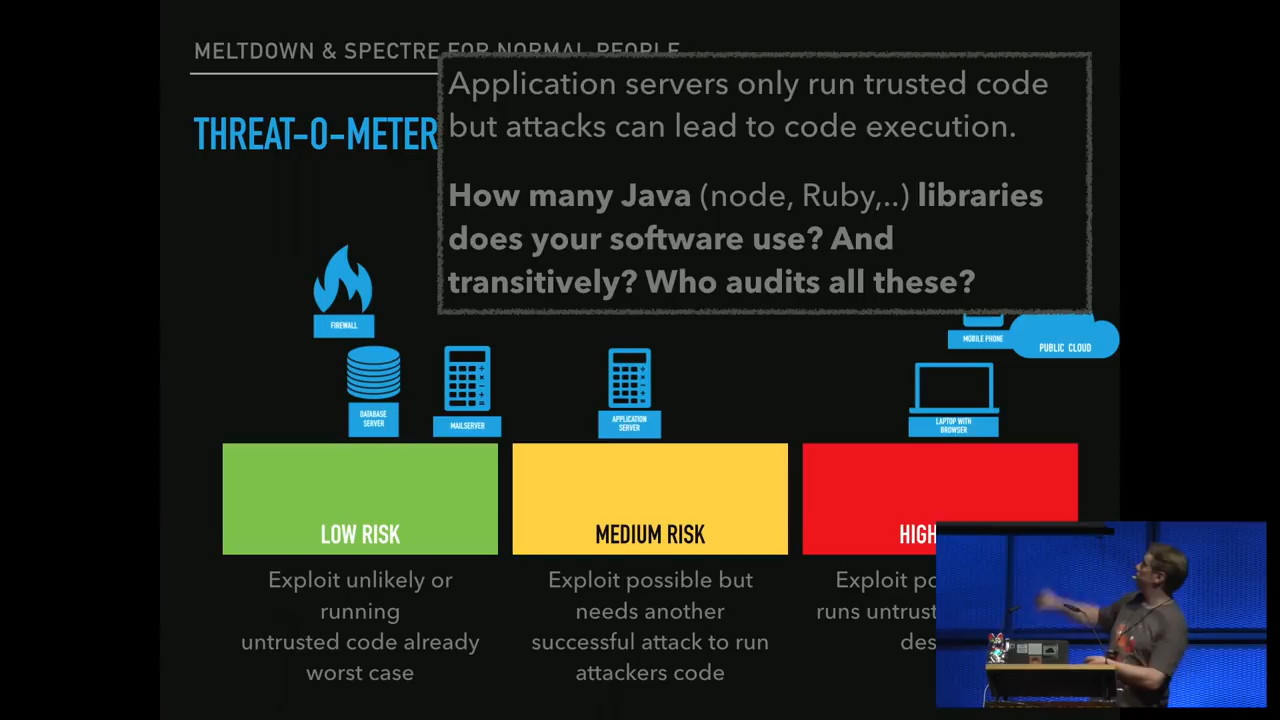 MELTDOWN & SPECTRE FOR NORMAL PEOPLE
THREAT-O-METER
Application servers only run trusted code
but attacks can lead to code execution.
How many Java (node, Ruby,..) libraries
does your software use? And
transitively? Who audits all these?
FIREWALL
MOBILE PHONE
PUBLIC CLOUD
DATABASE
SERVER
MAILSERVER
APPLICATION
SERVER
LAPTOP WITH
BROWSER
LOW RISK
MEDIUM RISK
HIGH
Exploit unlikely or
running
untrusted code already
worst case
Exploit possible but
needs another
successful attack to run
attackers code
Exploit po
runs untrust
des